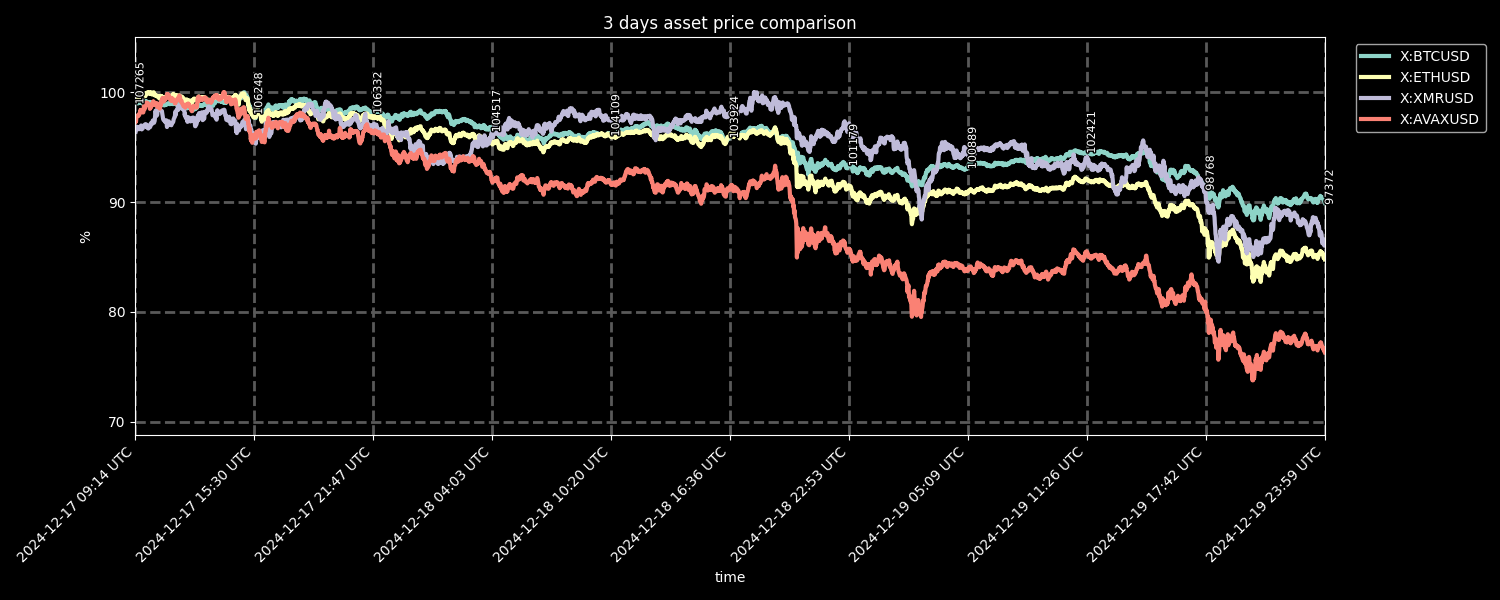 3 days asset price comparison
X:BTCUSD
X:ETHUSD
X:XMRUSD
X:AVAXUSD
%
100
90
80
70
107265
106248
106332
104517
104109
103924
101179
100889
102421
98768
97372
2024-12-17 09:14 UTC
2024-12-17 15:30 UTC
2024-12-17 21:47 UTC
2024-12-18 04:03 UTC
2024-12-18 10:20 UTC
2024-12-18 16:36 UTC
2024-12-18 22:53 UTC
2024-12-19 05:09 UTC
2024-12-19 11:26 UTC
2024-12-19 17:42 UTC
2024-12-19 23:59 UTC
time